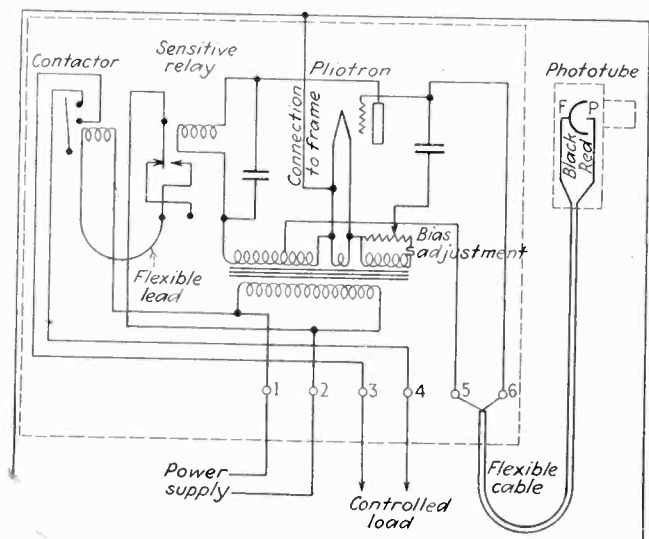 Contactor
Sensitive
relay
Pliotron
Phototube
Connection
to frame
F P
Black
Red
Bias
adjustment
Flexible
lead
1 2 3 4 5 6
Power
supply
Controlled
load
Flexible
cable